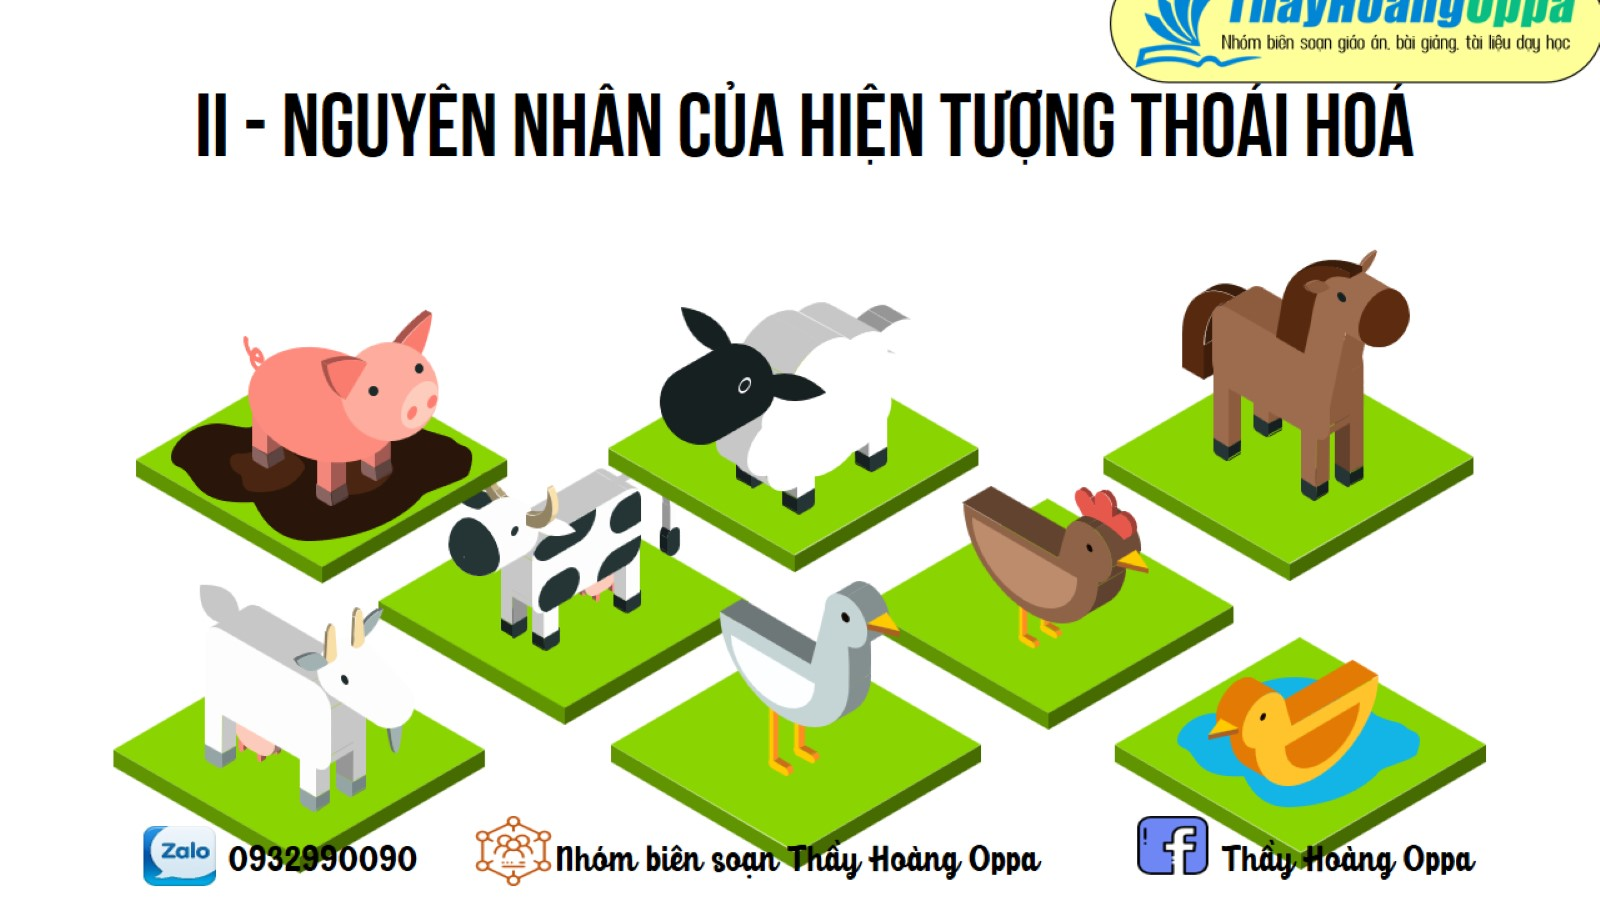 ThầyHoàngOppa
Nhóm biên soạn giáo án, bài giảng, tài liệu dạy học
II - NGUYÊN NHÂN CỦA HIỆN TƯỢNG THOÁI HOÁ
Zalo 0932990090
Nhóm biên soạn Thầy Hoàng Oppa
Thầy Hoàng Oppa